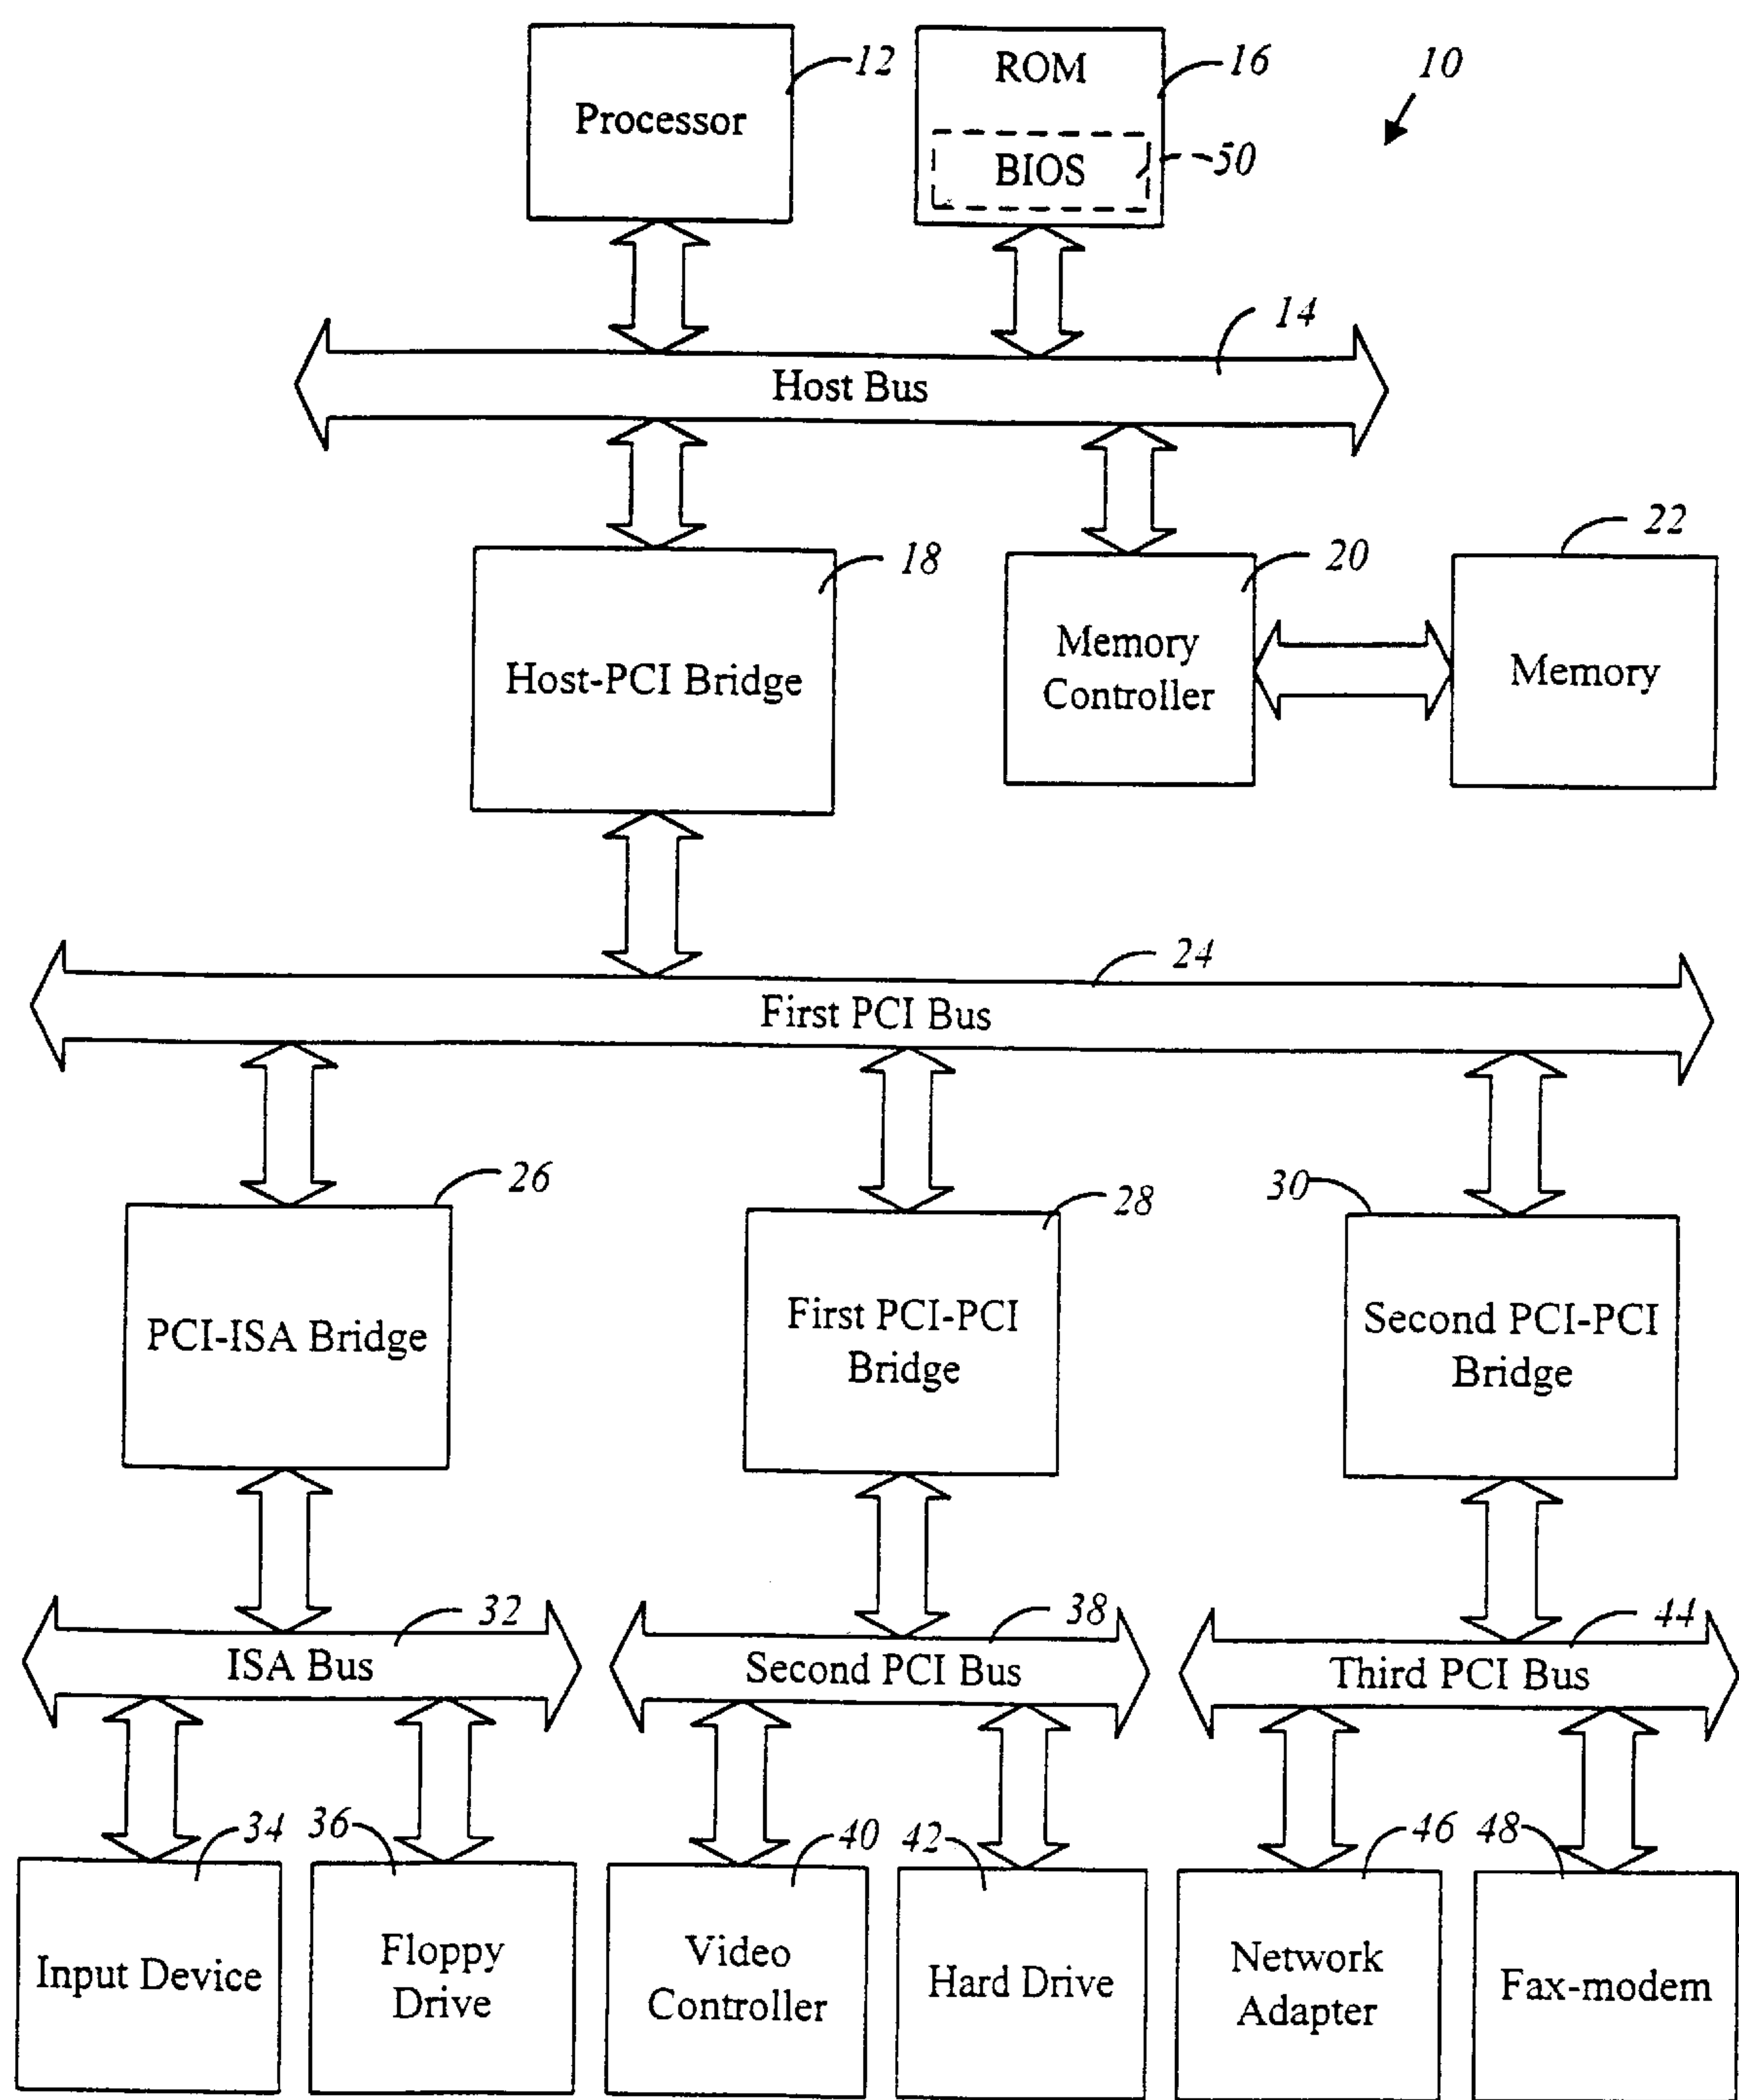 12
ROM
16
10
Processor
BIOS
50
14
Host Bus
18
20
22
Host-PCI Bridge
Memory
Controller
Memory
24
First PCI Bus
26
28
30
PCI-ISA Bridge
First PCI-PCI
Bridge
Second PCI-PCI
Bridge
32
38
44
ISA Bus
Second PCI Bus
Third PCI Bus
34
36
40
42
46
48
Input Device
Floppy
Drive
Video
Controller
Hard Drive
Network
Adapter
Fax-modem